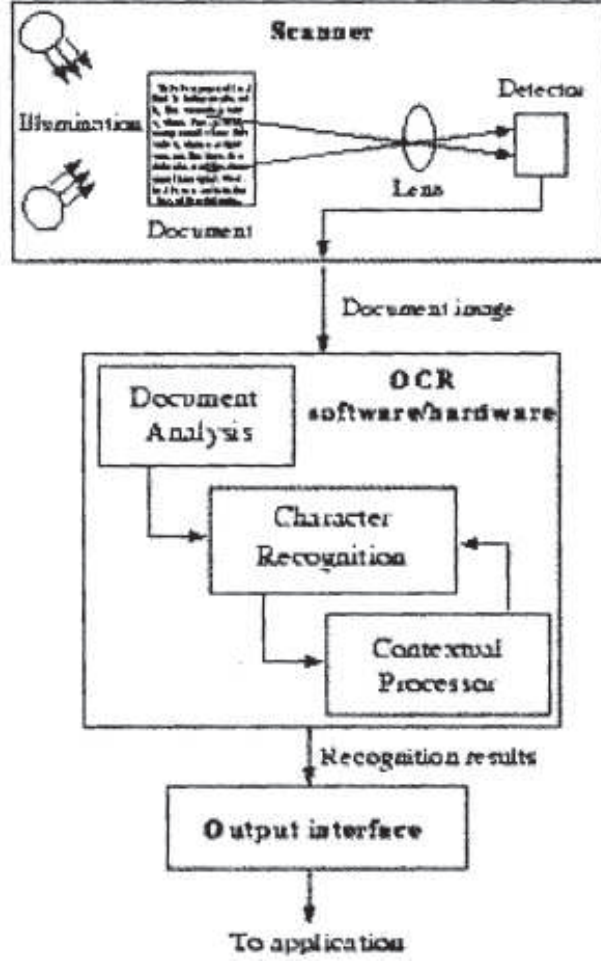 Scanner
Illumination
Document
Lens
Detector
Document image
OCR
software/hardware
Document
Analysis
Character
Recognition
Contextual
Processor
Recognition results
Output interface
To application